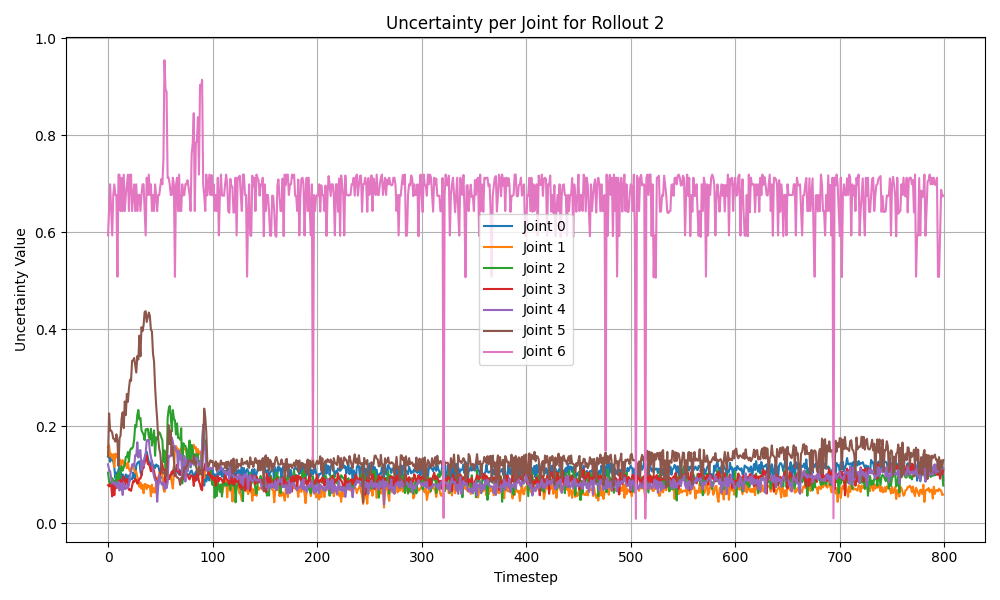 Uncertainty per Joint for Rollout 2
Uncertainty Value
1.0
0.8
0.6
0.4
0.2
0.0
Joint 0
Joint 1
Joint 2
Joint 3
Joint 4
Joint 5
Joint 6
0 100 200 300 400 500 600 700 800
Timestep